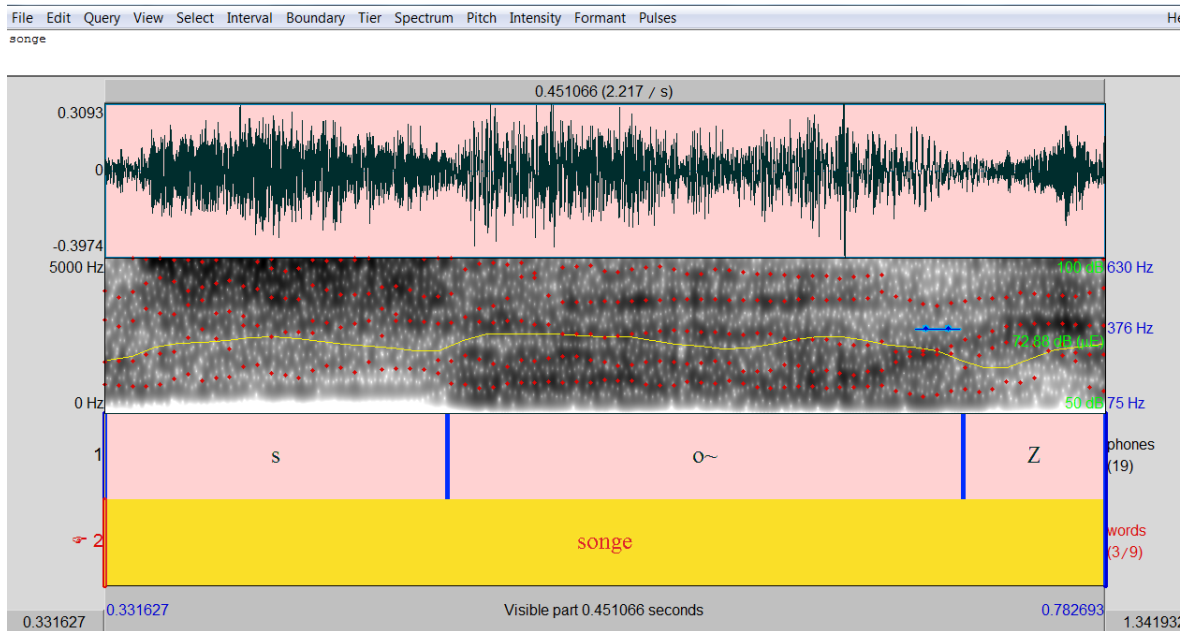 File Edit Query View Select Interval Boundary Tier Spectrum Pitch Intensity Formant Pulses
songe
0.451066 (2.217 / s)
0.3093
0
-0.3974
5000 Hz
100 dB
630 Hz
376 Hz
72.88 dB (µE)
0 Hz
50 dB
75 Hz
1
s
o~
Z
phones
(19)
2
songe
words
(3/9)
0.331627
Visible part 0.451066 seconds
0.782693
0.331627
1.341932